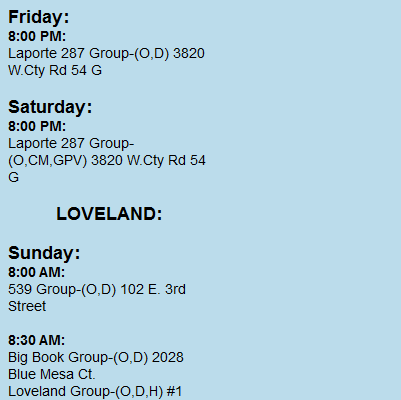 Friday:
8:00 PM:
Laporte 287 Group-(O,D) 3820
W.Cty Rd 54 G
Saturday:
8:00 PM:
Laporte 287 Group-
(O,CM,GPV) 3820 W.Cty Rd 54
G
LOVELAND:
Sunday:
8:00 AM:
539 Group-(O,D) 102 E. 3rd
Street
8:30 AM:
Big Book Group-(O,D) 2028
Blue Mesa Ct.
Loveland Group-(O,D,H) #1